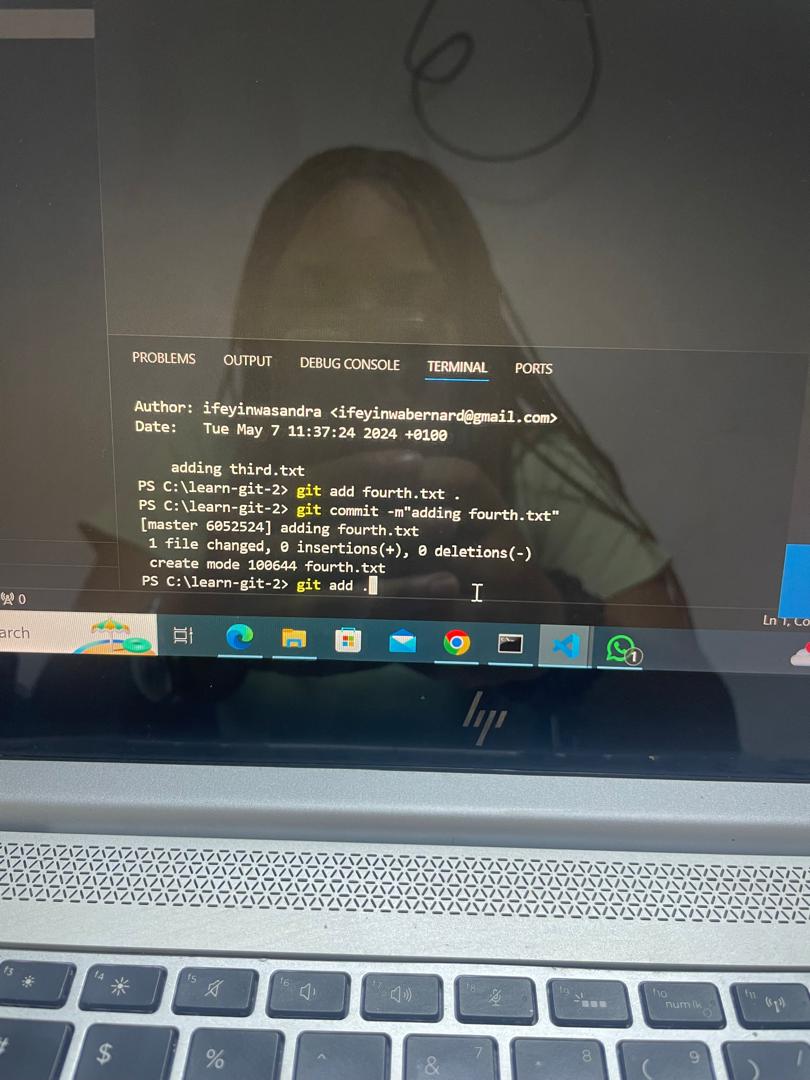 PROBLEMS OUTPUT DEBUG CONSOLE TERMINAL PORTS
Author: ifeyinwasandra <ifeyinwabernard@gmail.com>
Date: Tue May 7 11:37:24 2024 +0100
adding third.txt
PS C:\learn-git-2> git add fourth.txt .
PS C:\learn-git-2> git commit -m"adding fourth.txt"
[master 6052524] adding fourth.txt
1 file changed, 0 insertions(+), 0 deletions(-)
create mode 100644 fourth.txt
PS C:\learn-git-2> git add .
0
Ln 1, Co
arch
1
hp
f3 f4 f5 f6 f7 f8 f9 f10 num lk f11
$ % ^ & 7 8 ( 9 )